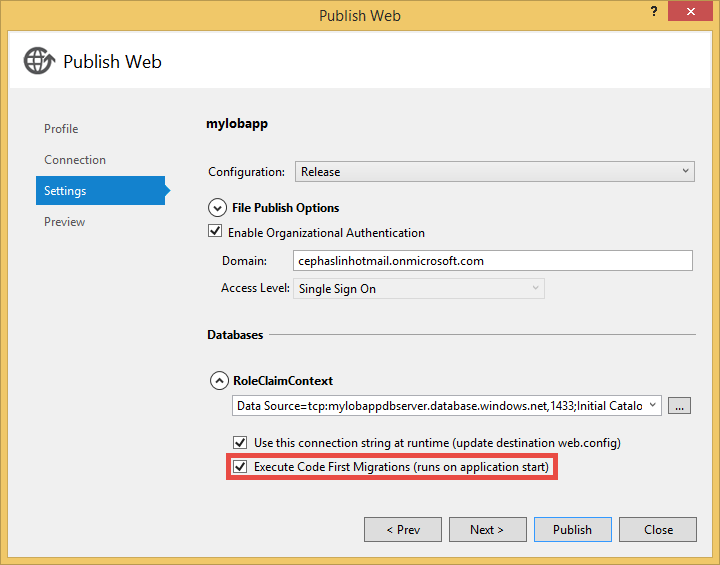 Publish Web
?
Publish Web
Profile
Connection
Settings
Preview
mylobapp
Configuration: Release
File Publish Options
Enable Organizational Authentication
Domain: cephaslinhotmail.onmicrosoft.com
Access Level: Single Sign On
Databases
RoleClaimContext
Data Source=tcp:mylobappdbserver.database.windows.net,1433;Initial Catalo ...
Use this connection string at runtime (update destination web.config)
Execute Code First Migrations (runs on application start)
< Prev Next > Publish Close